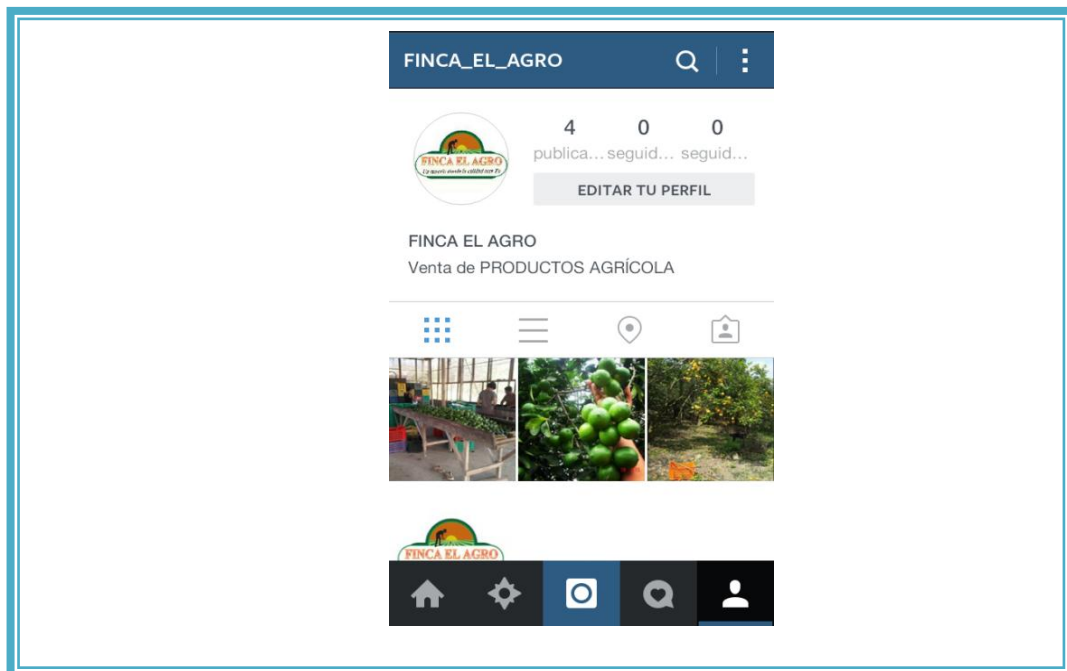 FINCA_EL_AGRO
4 0 0
publica... seguid... seguid...
EDITAR TU PERFIL
FINCA EL AGRO
FINCA EL AGRO
Venta de PRODUCTOS AGRÍCOLA
FINCA EL AGRO